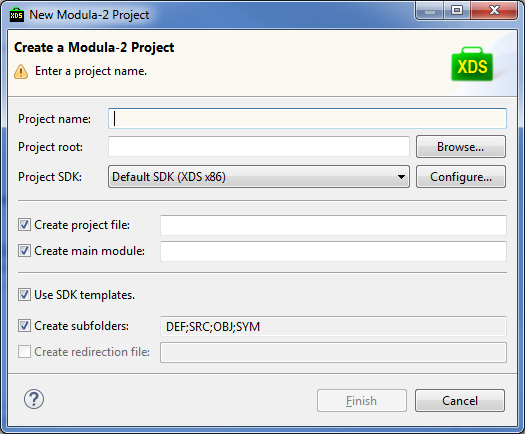 XDS New Modula-2 Project
Create a Modula-2 Project
Enter a project name.
XDS
Project name:
Project root:
Browse...
Project SDK:
Default SDK (XDS x86)
Configure...
Create project file:
Create main module:
Use SDK templates.
Create subfolders:
DEF;SRC;OBJ;SYM
Create redirection file:
?
Finish
Cancel